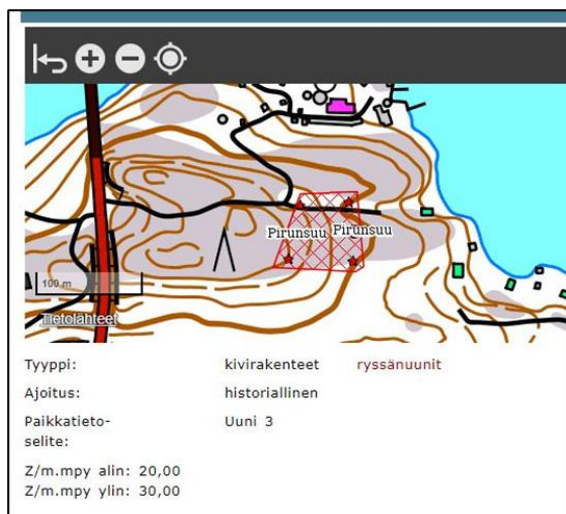 Pirunsuu Pirunsuu
100 m
Tietolähteet
Tyyppi: kivirakenteet ryssänuunit
Ajoitus: historiallinen
Paikkatieto- Uuni 3
selite:
Z/m.mpy alin: 20,00
Z/m.mpy ylin: 30,00